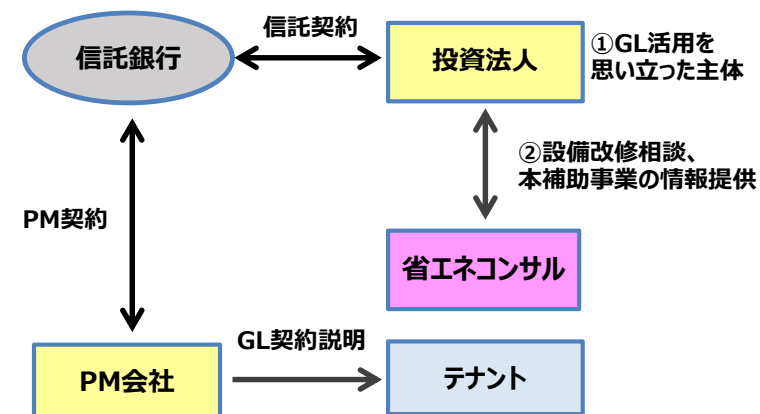 信託契約
信託銀行
投資法人
①GL活用を
思い立った主体
②設備改修相談、
本補助事業の情報提供
PM契約
省エネコンサル
GL契約説明
PM会社
テナント